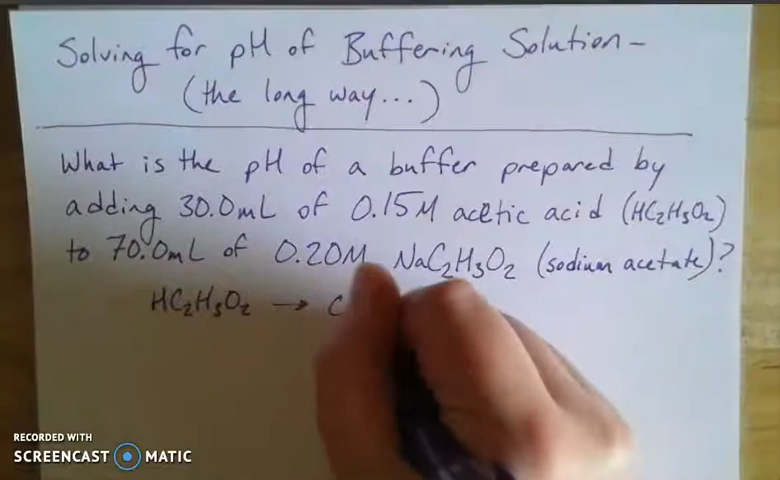 Solving for pH of Buffering Solution -
(the long way...)
What is the pH of a buffer prepared by
adding 30.0mL of 0.15M acetic acid (HC₂H₃O₂)
to 70.0mL of 0.20M NaC₂H₃O₂ (sodium acetate)?
HC₂H₃O₂ → C
RECORDED WITH
SCREENCAST MATIC